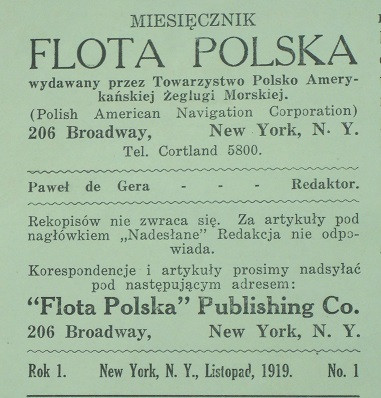 MIESIĘCZNIK
FLOTA POLSKA
wydawany przez Towarzystwo Polsko Amery-
kańskiej Żeglugi Morskiej.
(Polish American Navigation Corporation)
206 Broadway, New York, N. Y.
Tel. Cortland 5800.
Paweł de Gera - - - Redaktor.
Rekopisów nie zwraca się. Za artykuły pod
nagłówkiem „Nadesłane" Redakcja nie odpo-
wiada.
Korespondencje i artykuły prosimy nadsyłać
pod następującym adresem:
"Flota Polska" Publishing Co.
206 Broadway, New York, N. Y.
Rok 1. New York, N. Y., Listopad, 1919. No. 1